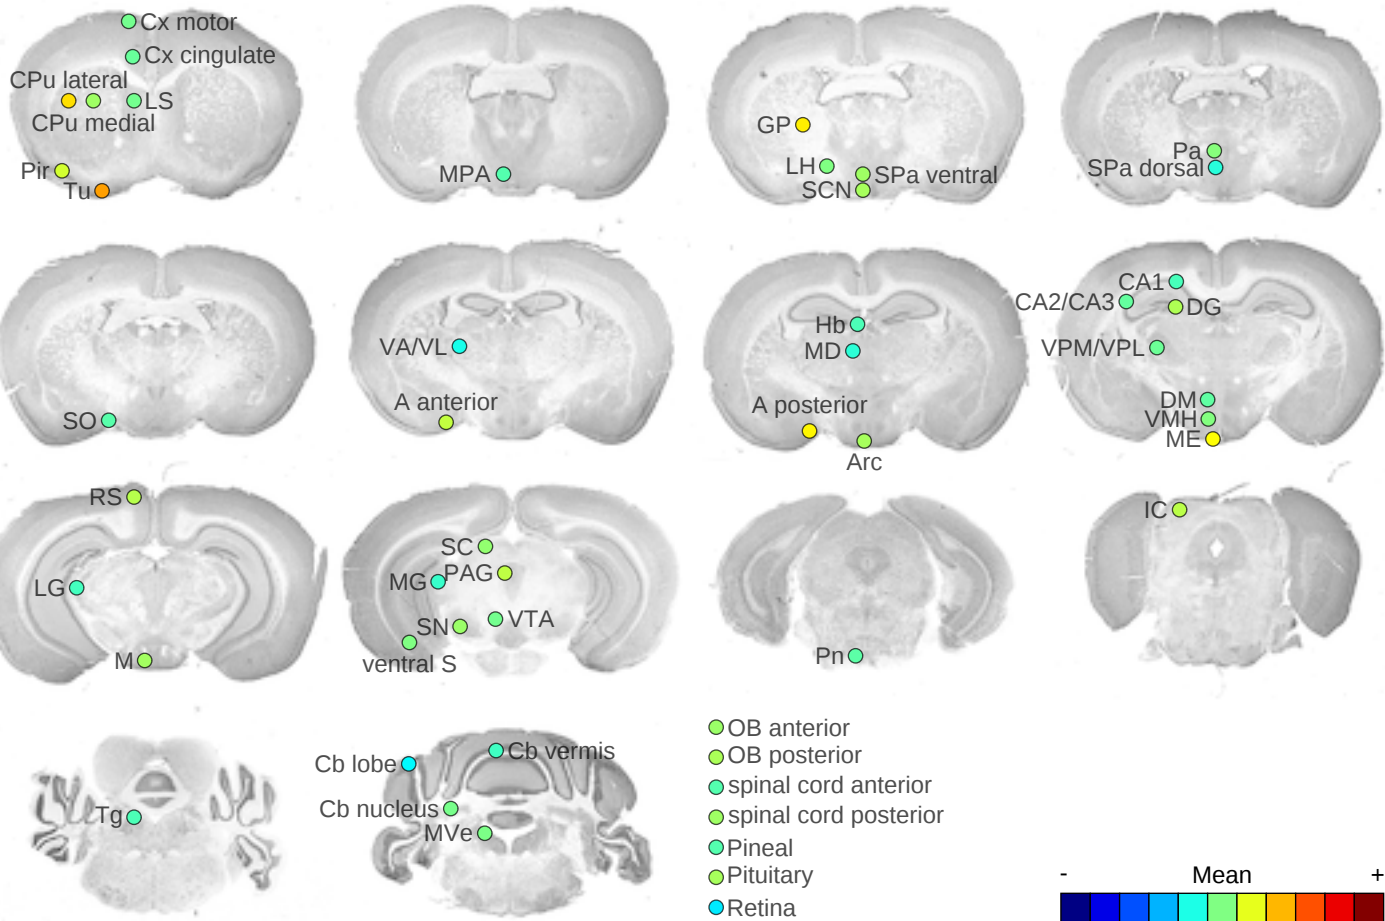 Cx motor
Cx cingulate
CPu lateral
LS
CPu medial
Pir
Tu
MPA
GP
LH
SPa ventral
SCN
Pa
SPa dorsal
SO
VA/VL
A anterior
Hb
MD
A posterior
Arc
CA1
CA2/CA3
DG
VPM/VPL
DM
VMH
ME
RS
LG
M
SC
PAG
MG
VTA
SN
ventral S
Pn
IC
Tg
Cb lobe
Cb vermis
Cb nucleus
MVe
OB anterior
OB posterior
spinal cord anterior
spinal cord posterior
Pineal
Pituitary
Retina
- Mean +